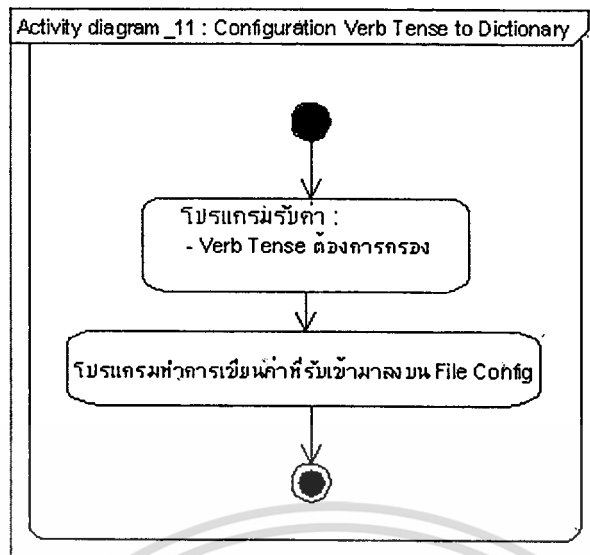 Activity diagram_11 : Configuration Verb Tense to Dictionary
โปรแกรมรับค่า :
- Verb Tense ต้องการกรอง
โปรแกรมทำการเขียนค่าที่รับเข้ามาลงบน File Config